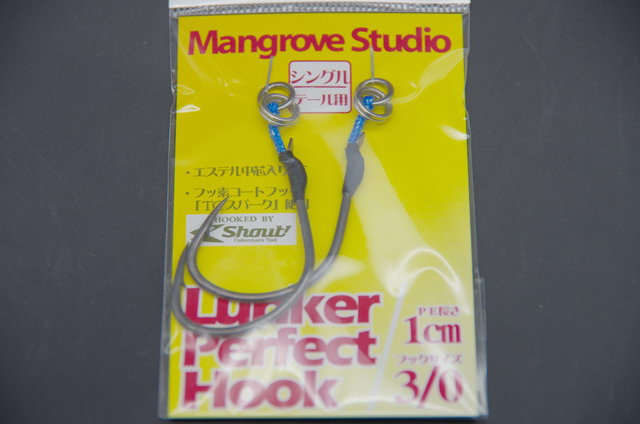 Mangrove Studio
シングル
テール用
・エステル中芯入り
・フッ素コートフック
「TGスパーク」使用
HOOKED BY
Shout!
Fisherman's Tool
Lunker
Perfect
Hook
PE長さ
1cm
フックサイズ
3/0